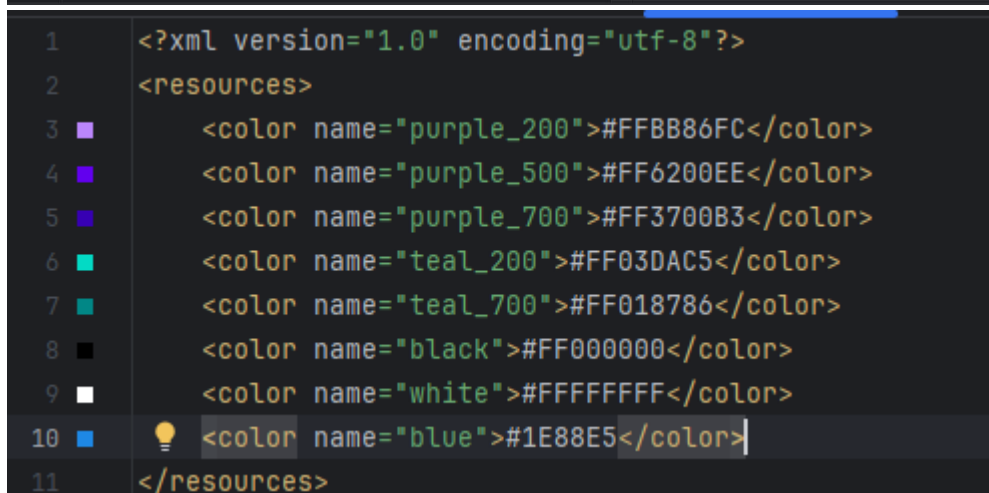 1 <?xml version="1.0" encoding="utf-8"?>
2 <resources>
3 <color name="purple_200">#FFBB86FC</color>
4 <color name="purple_500">#FF6200EE</color>
5 <color name="purple_700">#FF3700B3</color>
6 <color name="teal_200">#FF03DAC5</color>
7 <color name="teal_700">#FF018786</color>
8 <color name="black">#FF000000</color>
9 <color name="white">#FFFFFFFF</color>
10 <color name="blue">#1E88E5</color>
11 </resources>